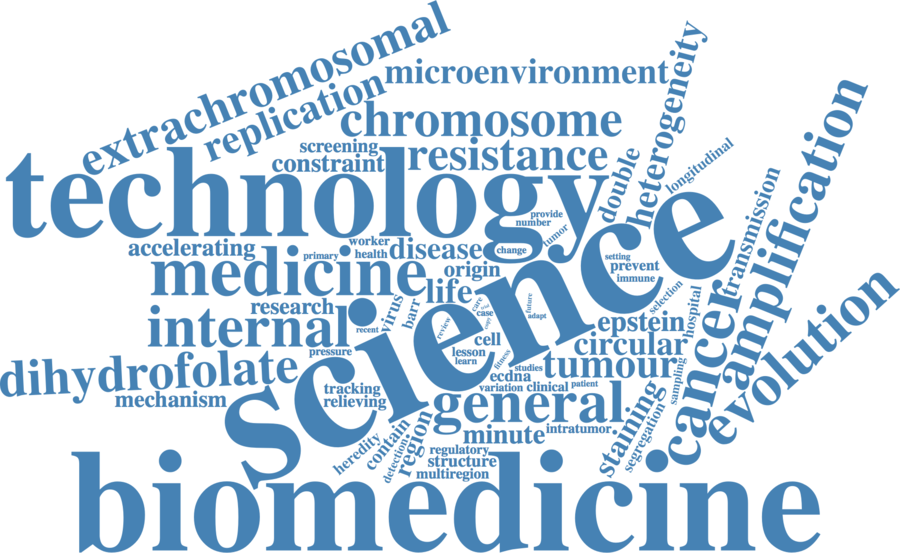 extrachromosomal
replication
microenvironment
heterogeneity
chromosome
screening
constraint
resistance
double
longitudinal
technology
provide
number
tumor
change
accelerating
primary
worker
health
disease
medicine
origin
science
setting
prevent
immune
transmission
amplification
life
care
case
copy
future
adapt
selection
hospital
research
virus
barr
internal
recent
review
cell
epstein
circular
cancer
evolution
pressure
lesson
learn
fitness
studies
tumour
sampling
dihydrofolate
mechanism
tracking
relieving
ecdna
variation
clinical
patient
general
staining
segregation
minute
intratumor
heredity
contain
detection
region
regulatory
structure
multiregion
biomedicine